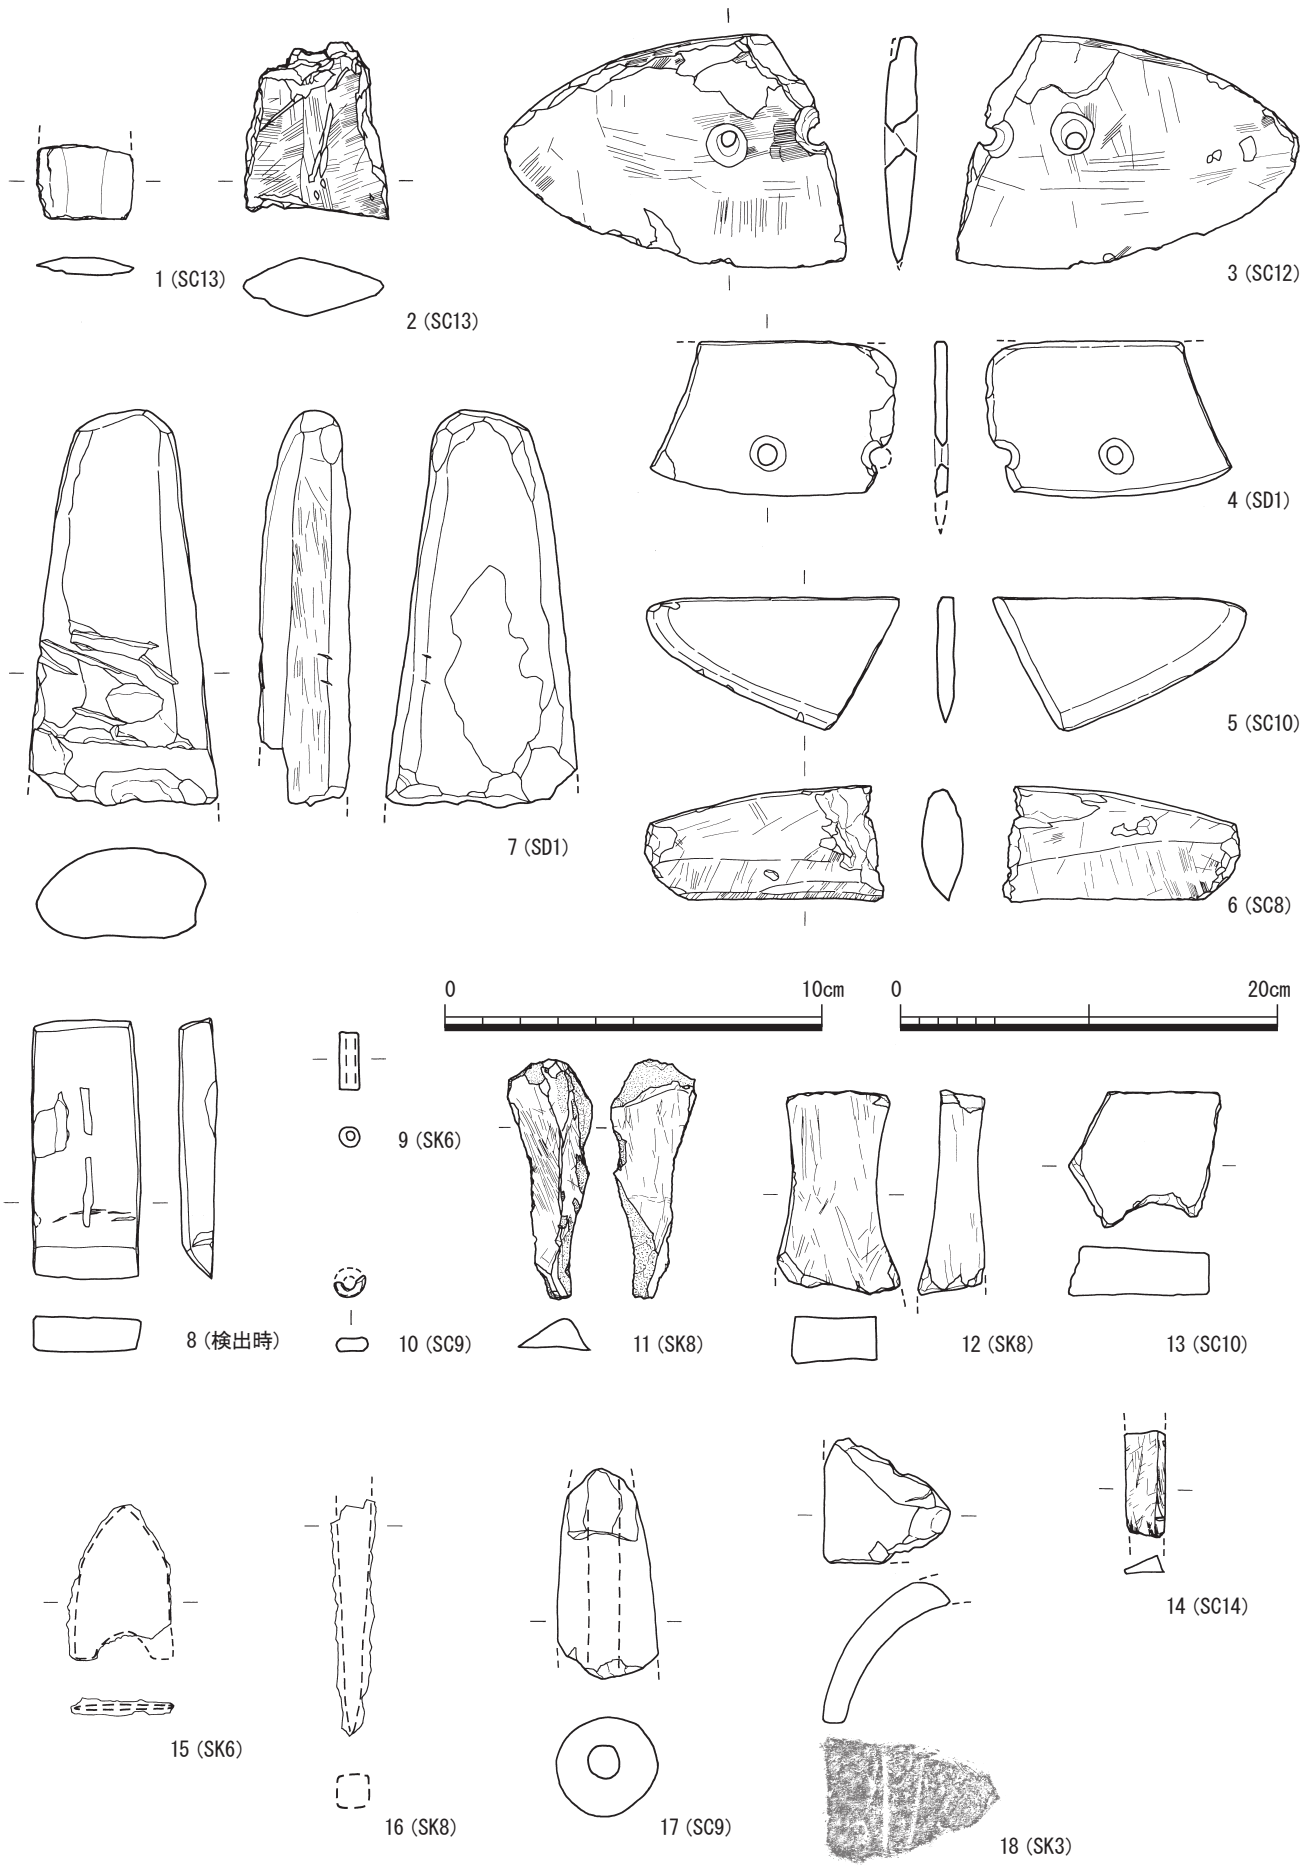 1（SC13）
2（SC13）
3（SC12）
4（SD1）
5（SC10）
6（SC8）
7（SD1）
0 10cm
0 20cm
8（検出時）
9（SK6）
10（SC9）
11（SK8）
12（SK8）
13（SC10）
14（SC14）
15（SK6）
16（SK8）
17（SC9）
18（SK3）